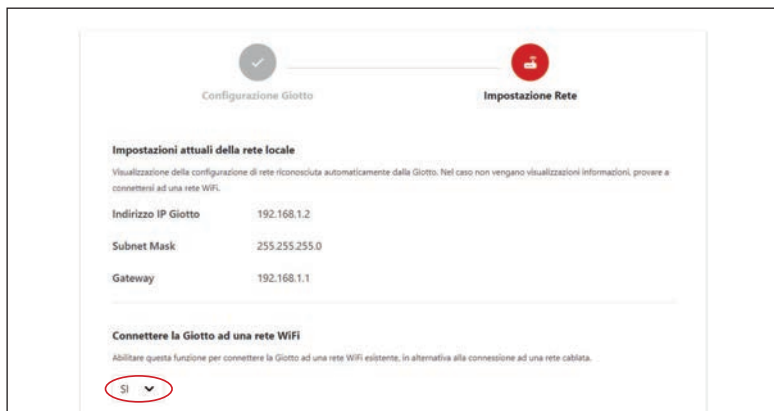 Configurazione Giotto
Impostazione Rete
Impostazioni attuali della rete locale
Visualizzazione della configurazione di rete riconosciuta automaticamente dalla Giotto. Nel caso non vengano visualizzazioni informazioni, provare a
connettersi ad una rete WiFi.
Indirizzo IP Giotto 192.168.1.2
Subnet Mask 255.255.255.0
Gateway 192.168.1.1
Connettere la Giotto ad una rete WiFi
Abilitare questa funzione per connettere la Giotto ad una rete WiFi esistente, in alternativa alla connessione ad una rete cablata.
SI